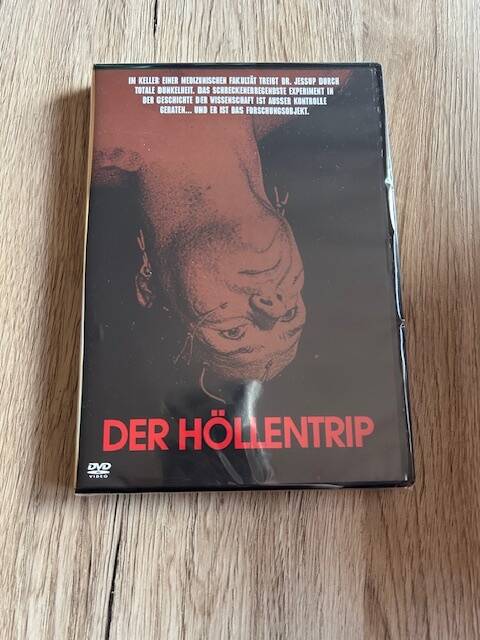 IM KELLER EINER MEDIZINISCHEN FAKULTÄT TREIBT DR. JESSUP DURCH
TOTALE DUNKELHEIT. DAS SCHRECKENERREGENDSTE EXPERIMENT IN
DER GESCHICHTE DER WISSENSCHAFT IST AUSSER KONTROLLE
GERATEN... UND ER IST DAS FORSCHUNGSOBJEKT.
DER HÖLLENTRIP
DVD
VIDEO